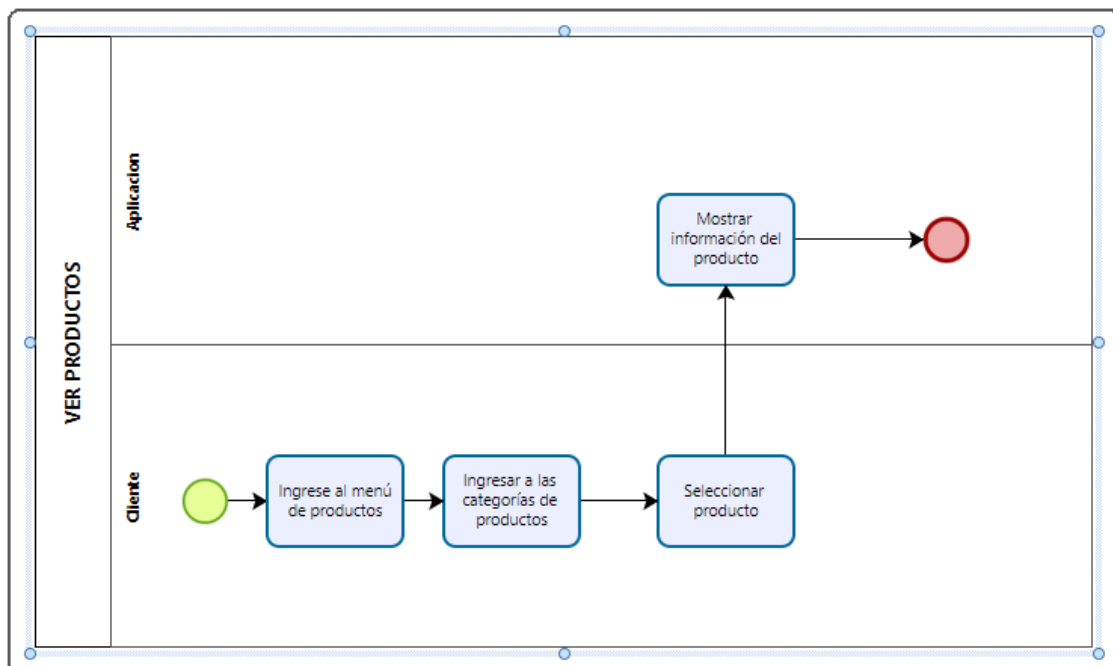 VER PRODUCTOS
Aplicacion
Mostrar
información del
producto
Cliente
Ingrese al menú
de productos
Ingresar a las
categorías de
productos
Seleccionar
producto